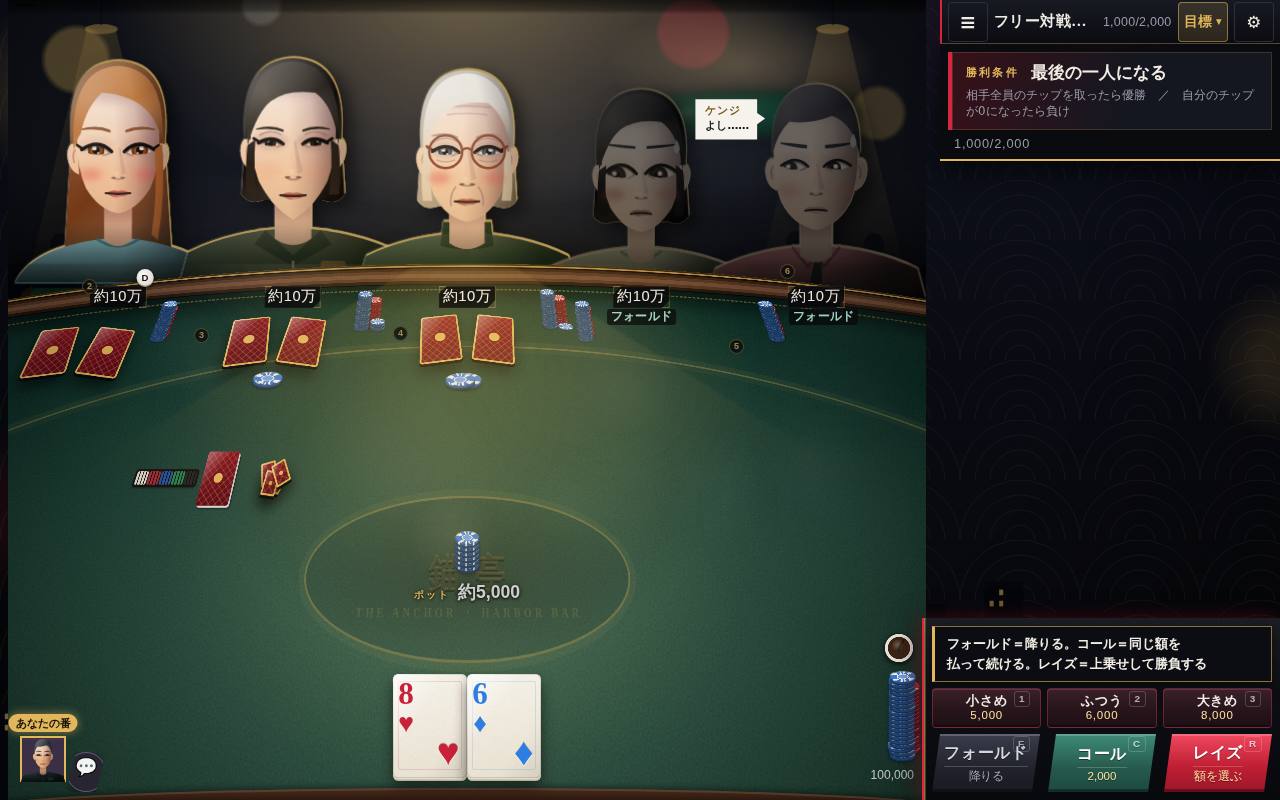 フリー対戦…
1,000/2,000
目標▼
勝利条件
最後の一人になる
相手全員のチップを取ったら優勝 ／ 自分のチップ
が0になったら負け
1,000/2,000
ケンジ
よし……
D
2
3
4
5
6
約10万
約10万
約10万
約10万
フォールド
約10万
フォールド
ポット 約5,000
THE ANCHOR · HARBOR BAR
8
6
あなたの番
100,000
フォールド＝降りる。コール＝同じ額を
払って続ける。レイズ＝上乗せして勝負する
小さめ 1
5,000
ふつう 2
6,000
大きめ 3
8,000
フォールド F
降りる
コール C
2,000
レイズ R
額を選ぶ